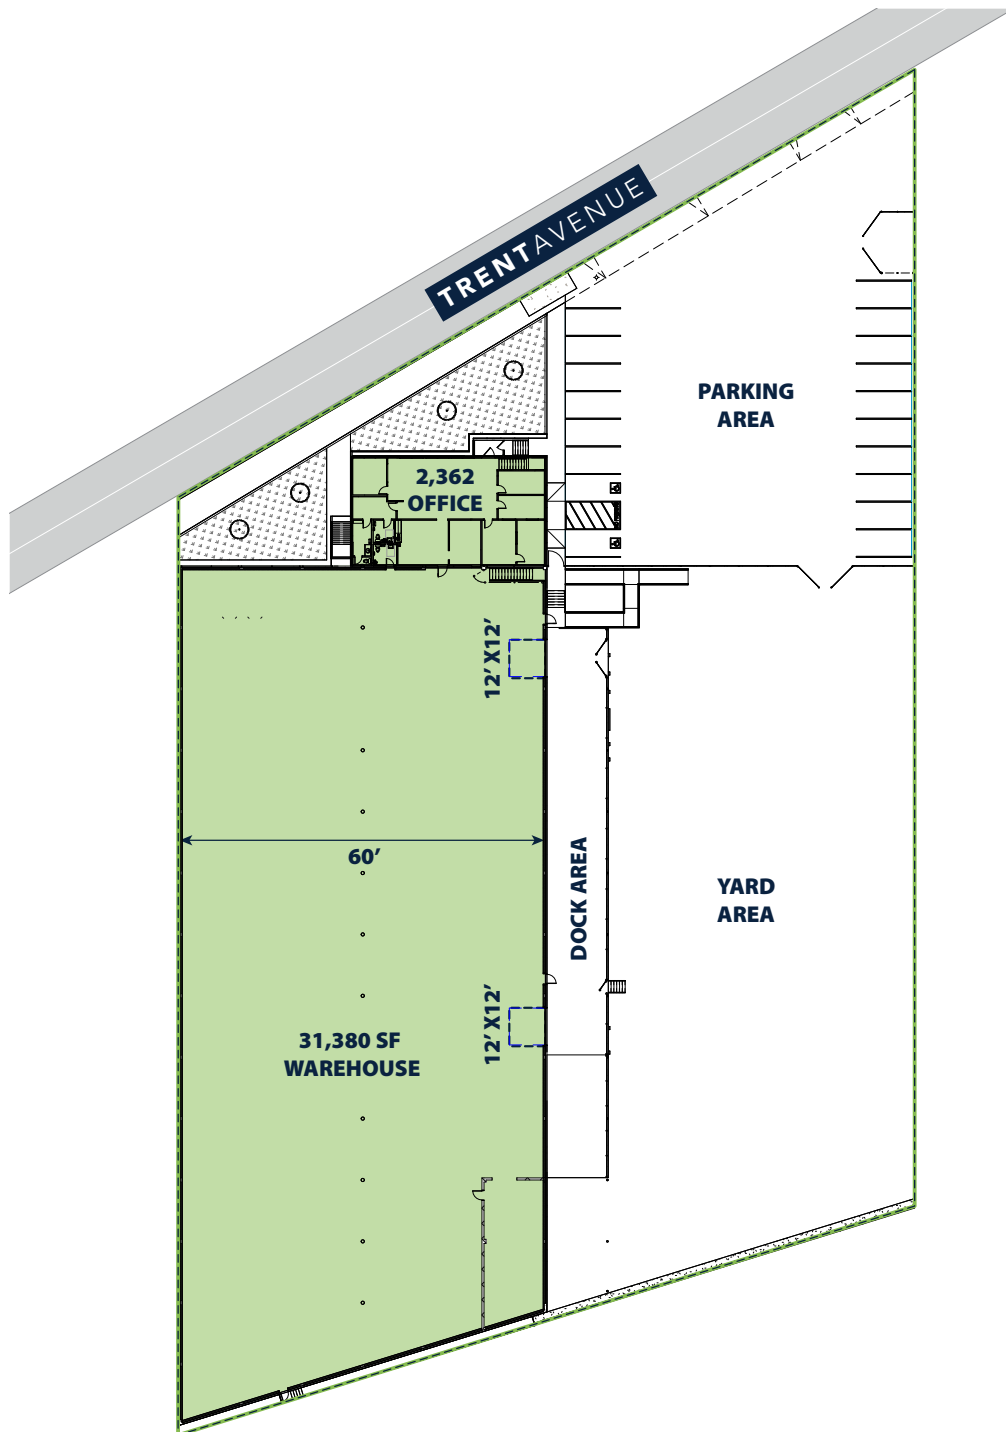 TRENTAVENUE
PARKING
AREA
2,362
OFFICE
12’ X12’
60’
DOCK AREA
YARD
AREA
12’ X12’
31,380 SF
WAREHOUSE